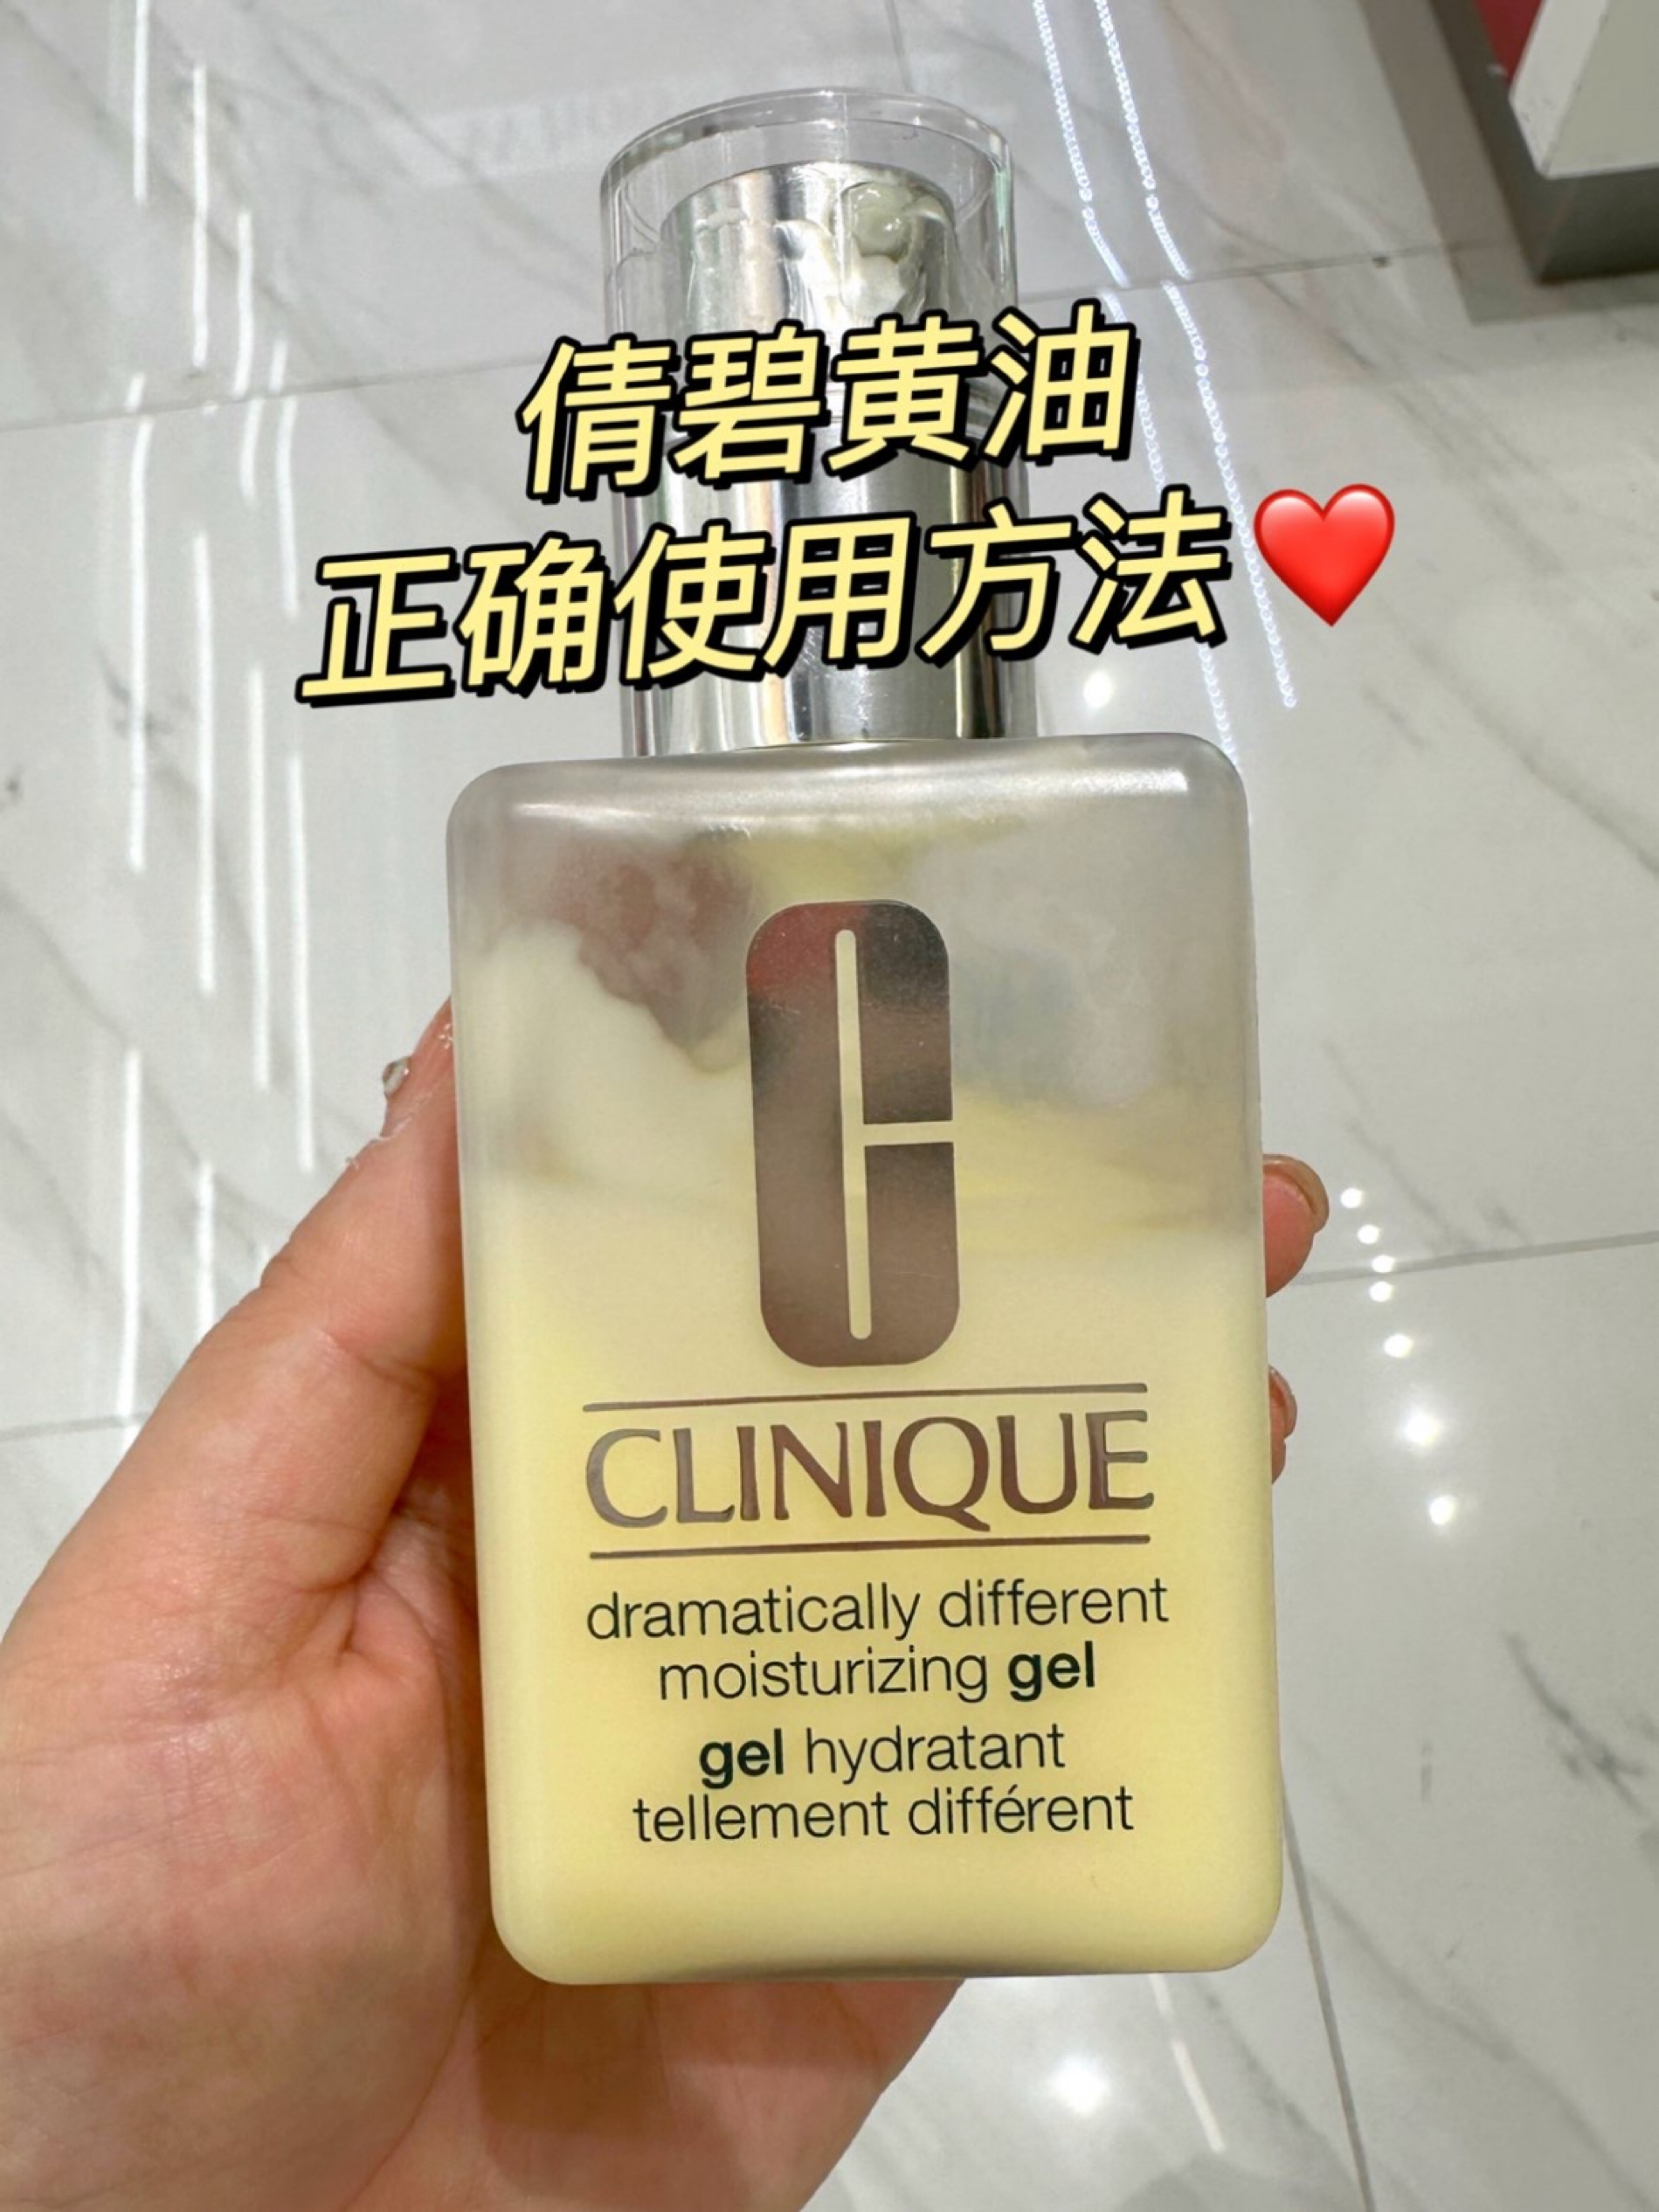 倩碧黄油
正确使用方法❤️
CLINIQUE
dramatically different
moisturizing gel
gel hydratant
tellement différent